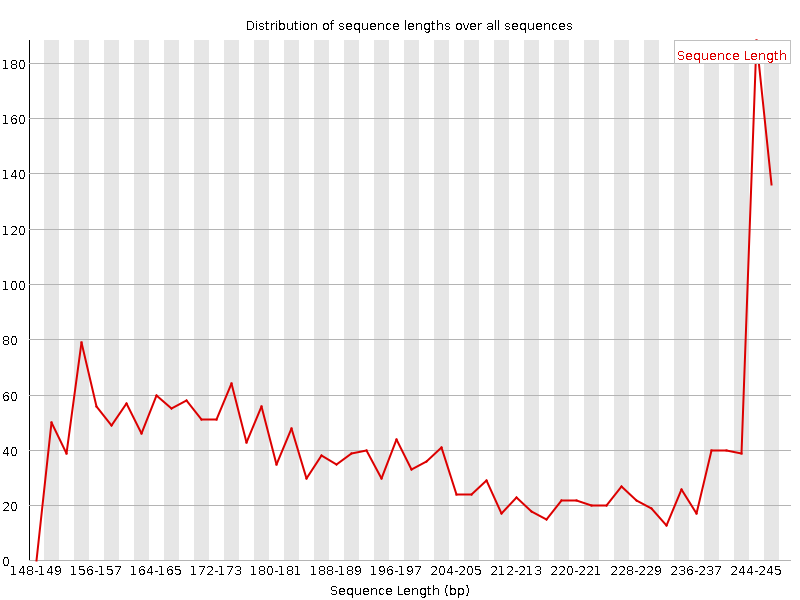 Distribution of sequence lengths over all sequences
Sequence Length
180
160
140
120
100
80
60
40
20
0
148-149 156-157 164-165 172-173 180-181 188-189 196-197 204-205 212-213 220-221 228-229 236-237 244-245
Sequence Length (bp)